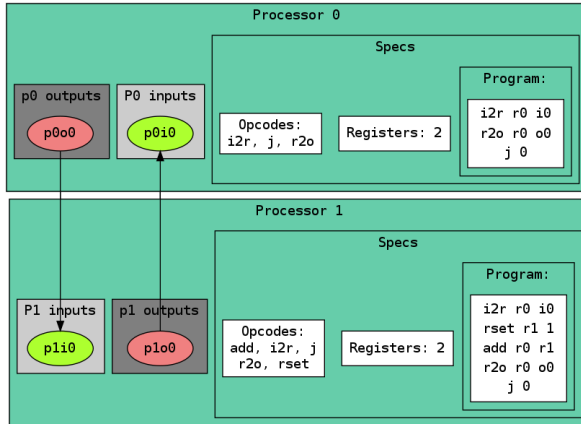 Processor 0
Specs
p0 outputs
P0 inputs
Program:
p0o0
p0i0
Opcodes:
i2r, j, r2o
Registers: 2
i2r r0 i0
r2o r0 o0
j 0
Processor 1
Specs
Program:
P1 inputs
p1 outputs
p1i0
p1o0
Opcodes:
add, i2r, j
r2o, rset
Registers: 2
i2r r0 i0
rset r1 1
add r0 r1
r2o r0 o0
j 0